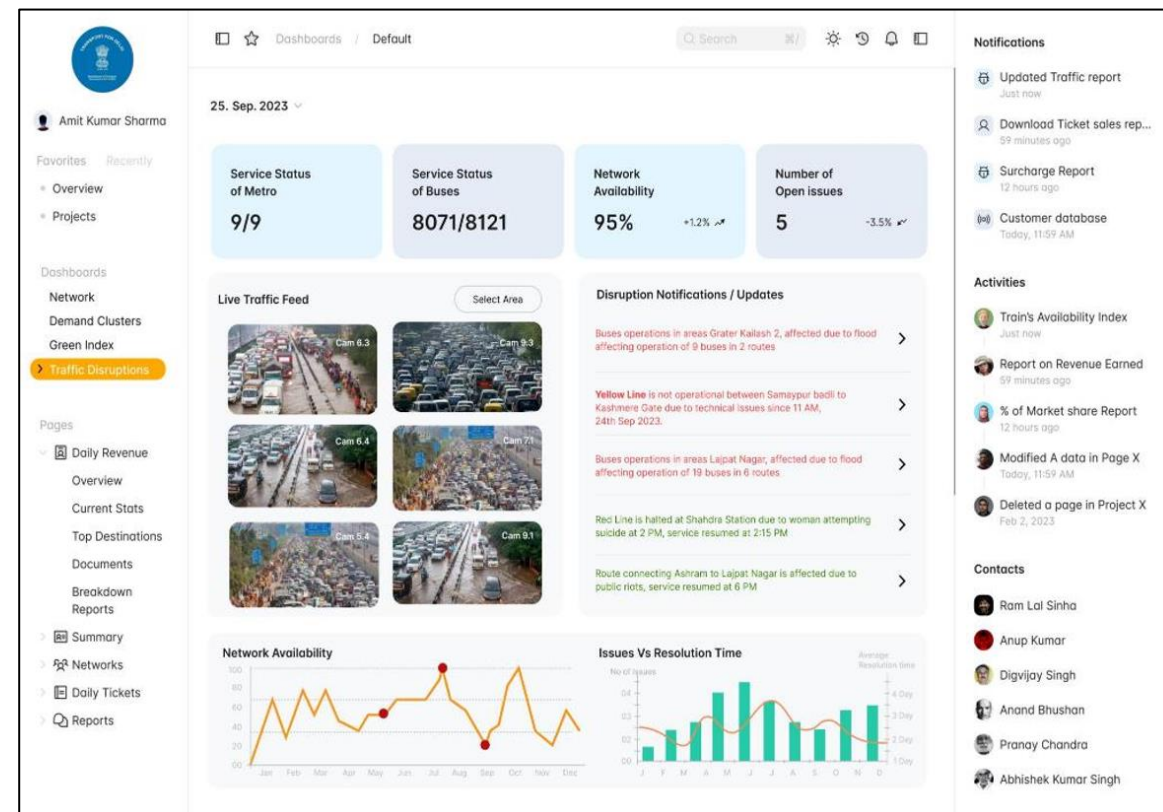 TRANSPORT FOR DELHI
Amit Kumar Sharma
Favorites Recently
Overview
Projects
Dashboards
Network
Demand Clusters
Green Index
Traffic Disruptions
Pages
Daily Revenue
Overview
Current Stats
Top Destinations
Documents
Breakdown
Reports
Summary
Networks
Daily Tickets
Reports
Dashboards / Default
Search ⌘/
25. Sep. 2023
Service Status
of Metro
9/9
Service Status
of Buses
8071/8121
Network
Availability
95% +1.2%
Number of
Open issues
5 -3.5%
Live Traffic Feed
Select Area
Cam 6.3
Cam 9.3
Cam 6.4
Cam 7.1
Cam 5.4
Cam 9.1
Disruption Notifications / Updates
Buses operations in areas Grater Kailash 2, affected due to flood
affecting operation of 9 buses in 2 routes
Yellow Line is not operational between Samaypur badli to
Kashmere Gate due to technical issues since 11 AM,
24th Sep 2023.
Buses operations in areas Lajpat Nagar, affected due to flood
affecting operation of 19 buses in 6 routes
Red Line is halted at Shahdra Station due to woman attempting
suicide at 2 PM, service resumed at 2:15 PM
Route connecting Ashram to Lajpat Nagar is affected due to
public riots, service resumed at 6 PM
Network Availability
100
80
60
40
20
00
Jan Feb Mar Apr May Jun Jul Aug Sep Oct Nov Dec
Issues Vs Resolution Time
No of issues
Average
Resolution time
04
03
02
00
4 Day
3 Day
2 Day
1 Day
J F M A M J J A S O N D
Notifications
Updated Traffic report
Just now
Download Ticket sales rep...
59 minutes ago
Surcharge Report
12 hours ago
Customer database
Today, 11:59 AM
Activities
Train's Availability Index
Just now
Report on Revenue Earned
59 minutes ago
% of Market share Report
12 hours ago
Modified A data in Page X
Today, 11:59 AM
Deleted a page in Project X
Feb 2, 2023
Contacts
Ram Lal Sinha
Anup Kumar
Digvijay Singh
Anand Bhushan
Pranay Chandra
Abhishek Kumar Singh